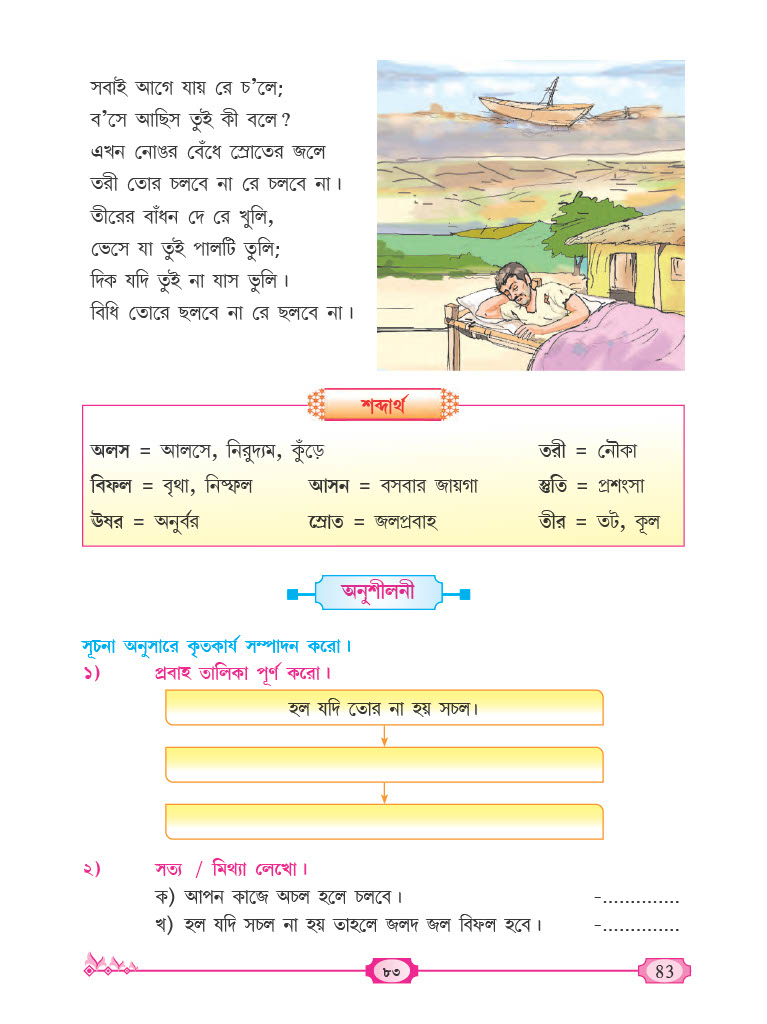 সবাই আগে যায় রে চ’লে;
ব’সে আছিস তুই কী বলে?
এখন নোঙর বেঁধে স্রোতের জলে
তরী তোর চলবে না রে চলবে না।
তীরের বাঁধন দে রে খুলি,
ভেসে যা তুই পালটি তুলি;
দিক যদি তুই না যাস ভুলি।
বিধি তোরে ছলবে না রে ছলবে না।
শব্দার্থ
অলস = আলসে, নিরুদ্যম, কুঁড়ে তরী = নৌকা
বিফল = বৃথা, নিষ্ফল আসন = বসবার জায়গা স্তুতি = প্রশংসা
ঊষর = অনুর্বর স্রোত = জলপ্রবাহ তীর = তট, কূল
অনুশীলনী
সূচনা অনুসারে কৃতকার্য সম্পাদন করো।
১) প্রবাহ তালিকা পূর্ণ করো।
হল যদি তোর না হয় সচল।
২) সত্য / মিথ্যা লেখো।
ক) আপন কাজে অচল হলে চলবে। -..............
খ) হল যদি সচল না হয় তাহলে জলদ জল বিফল হবে। -..............
৮৩ 83